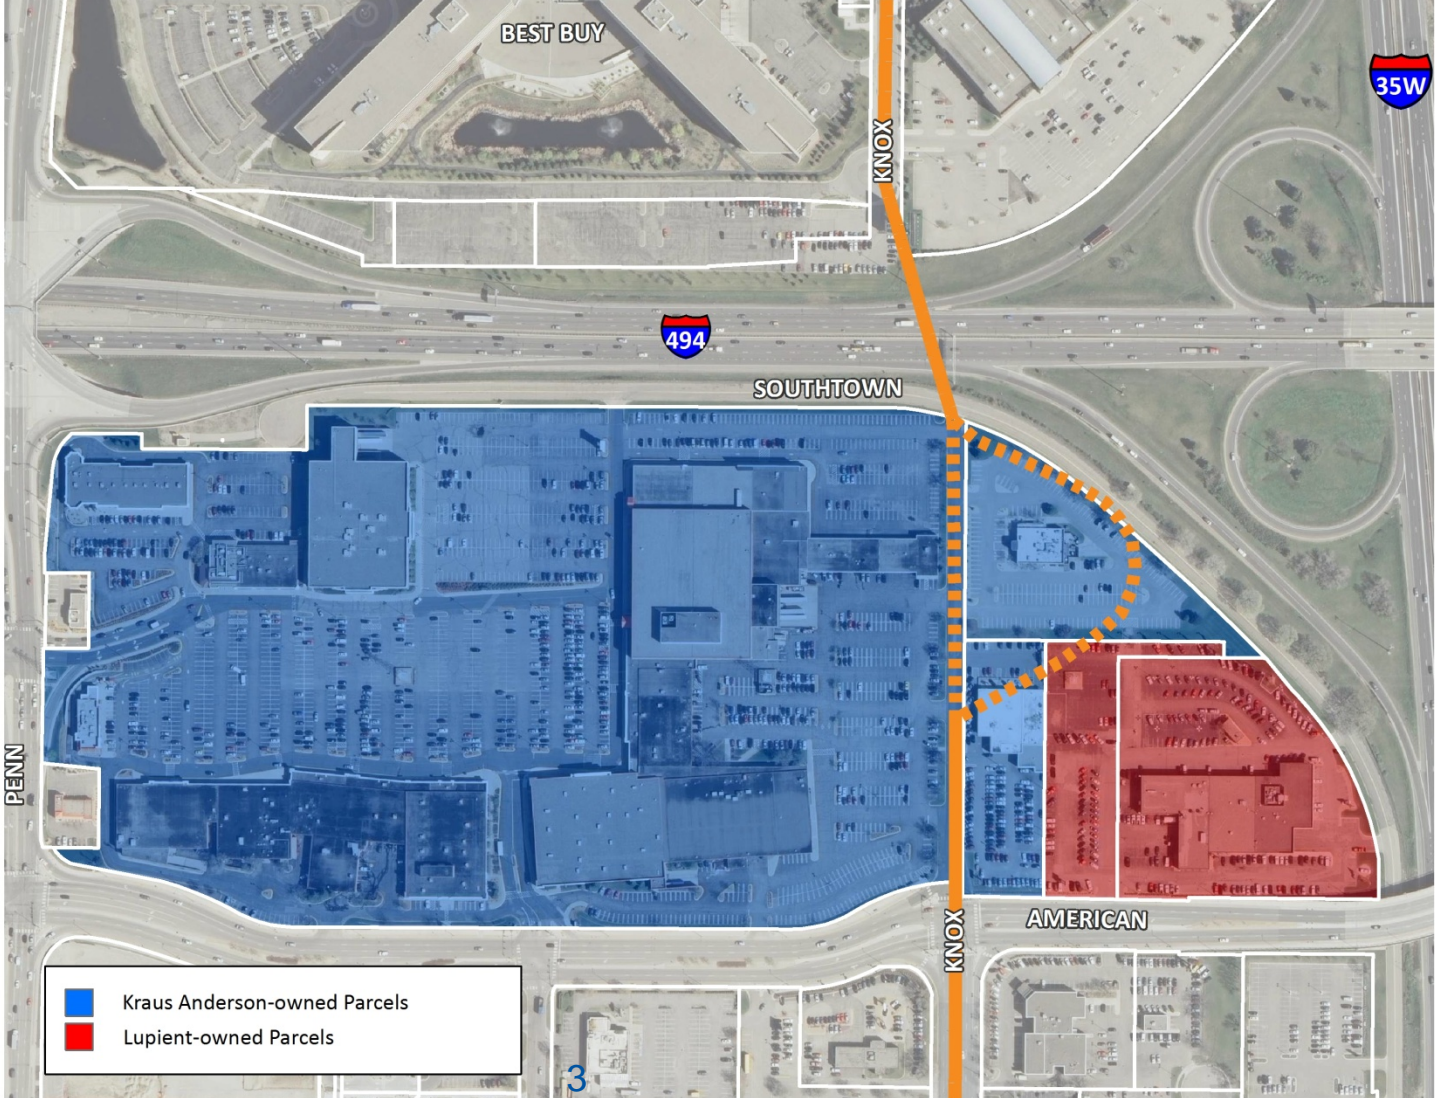 BEST BUY
35W
KNOX
494
SOUTHTOWN
PENN
KNOX
AMERICAN
Kraus Anderson-owned Parcels
Lupient-owned Parcels
3